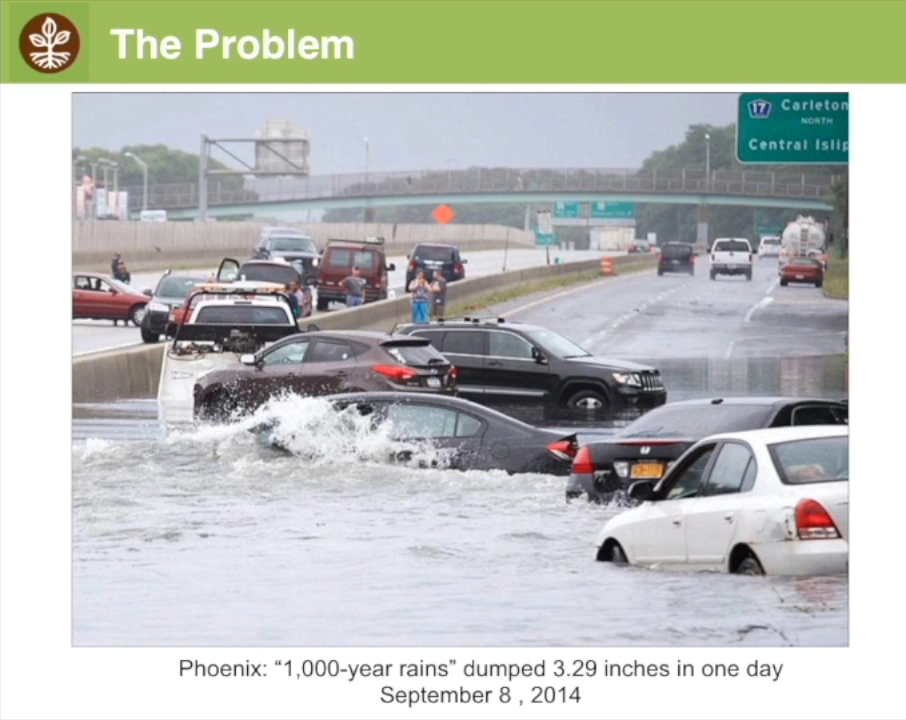 The Problem
17 Carleton
NORTH
Central Islip
Phoenix: “1,000-year rains” dumped 3.29 inches in one day
September 8 , 2014